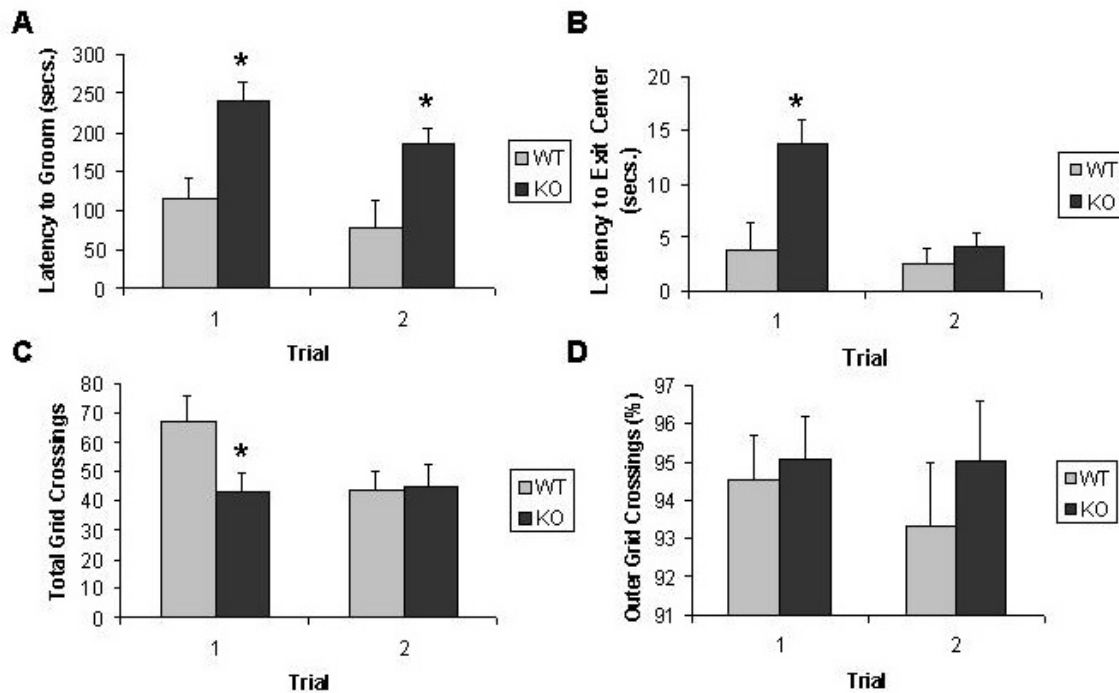 A
Latency to Groom (secs.)
300
250
200
150
100
50
0
*
*
1
2
Trial
WT
KO
B
Latency to Exit Center
(secs.)
20
15
10
5
0
*
1
2
Trial
WT
KO
C
Total Grid Crossings
80
70
60
50
40
30
20
10
0
*
1
2
Trial
WT
KO
D
Outer Grid Crossings (%)
97
96
95
94
93
92
91
1
2
Trial
WT
KO